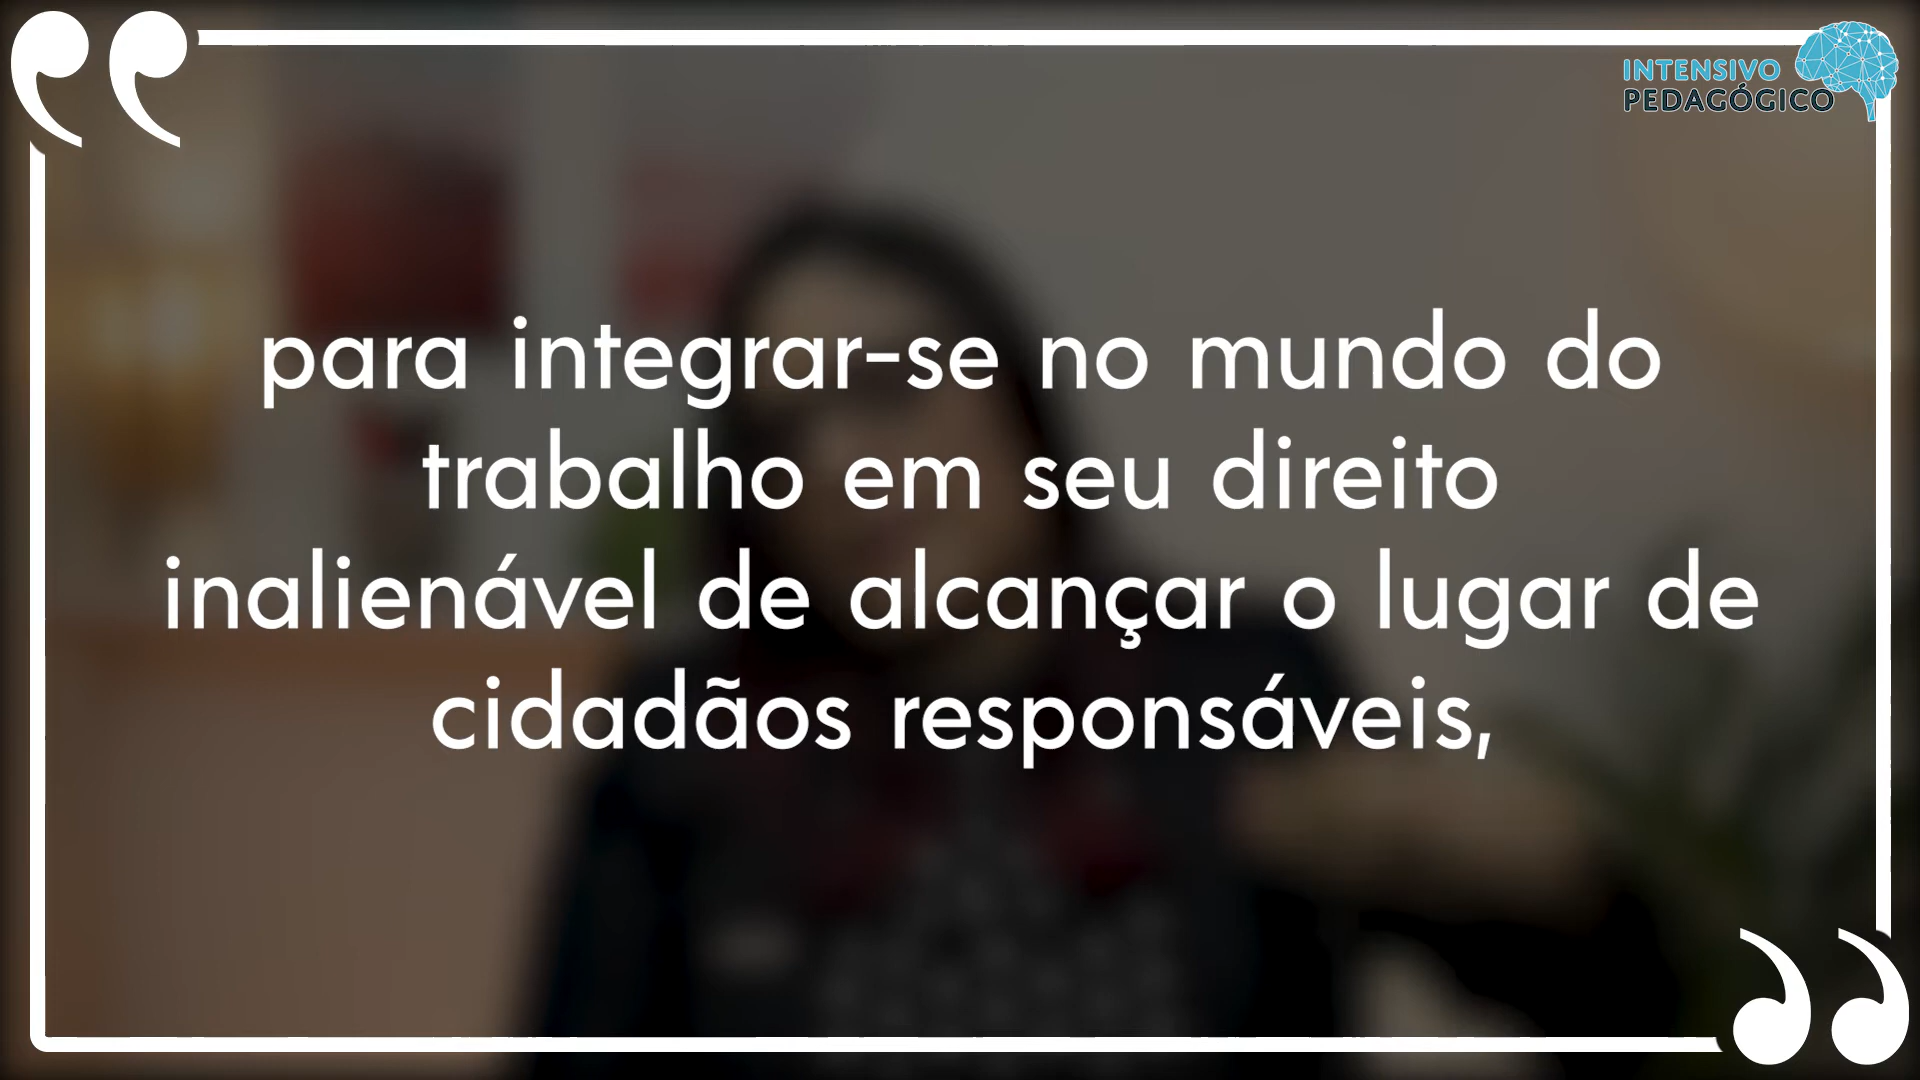 INTENSIVO
PEDAGÓGICO
para integrar-se no mundo do
trabalho em seu direito
inalienável de alcançar o lugar de
cidadãos responsáveis,